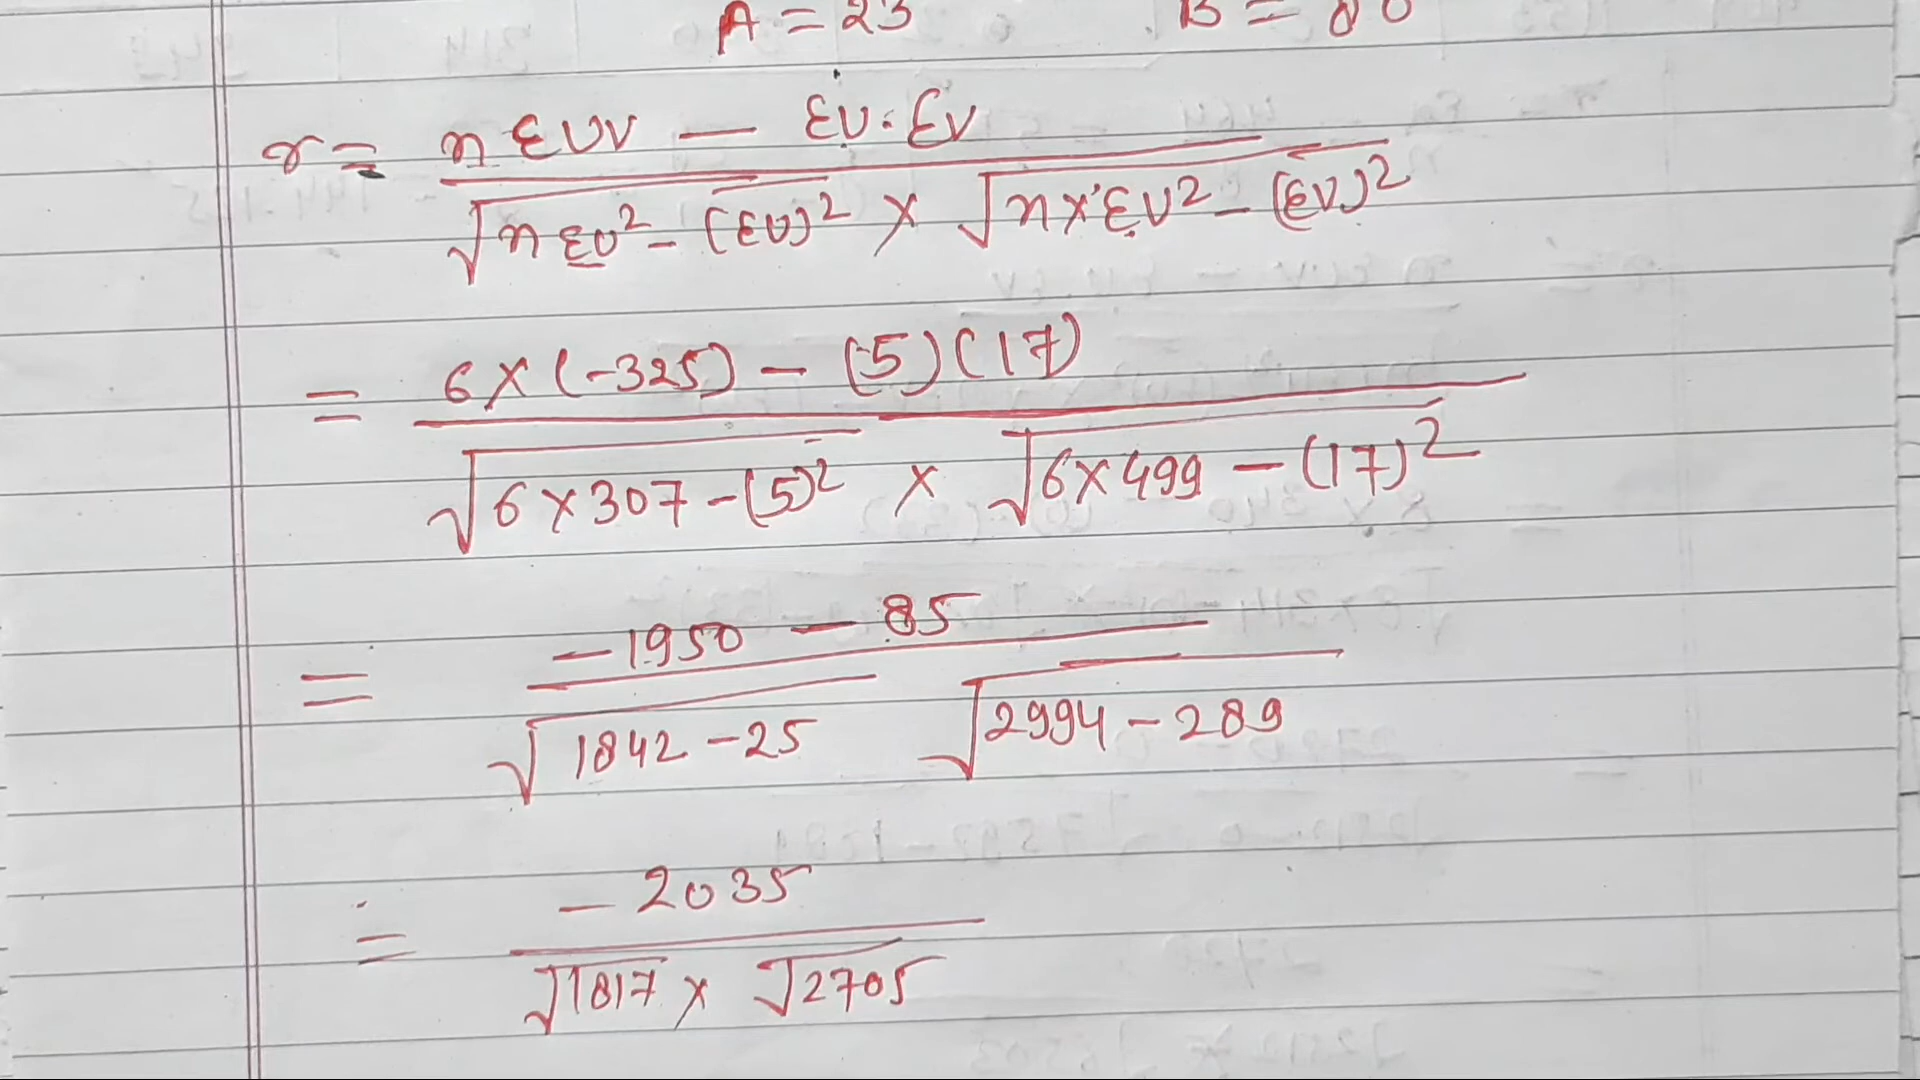 A = 23 B = 80
r = n ΣUV — ΣU · ΣV
√nΣU² - (ΣU)² × √n×ΣV² - (ΣV)²
= 6×(-325) - (5)(17)
√6×307-(5)² × √6×499 - (17)²
= -1950 - 85
√1842-25 √2994-289
= -2035
√1817 × √2705